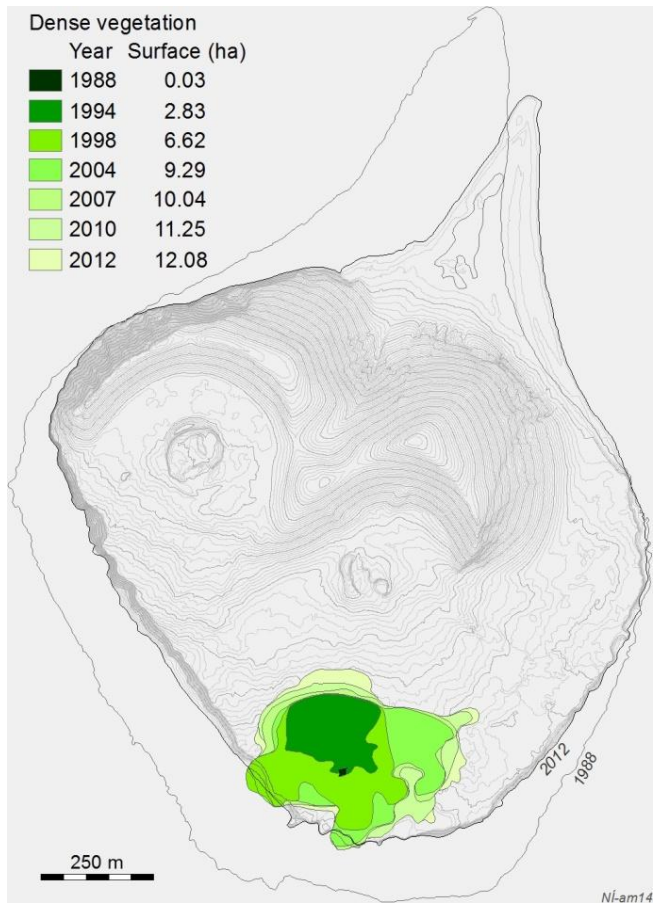 Dense vegetation
Year Surface (ha)
1988 0.03
1994 2.83
1998 6.62
2004 9.29
2007 10.04
2010 11.25
2012 12.08
2012
1988
250 m
NÍ-am14